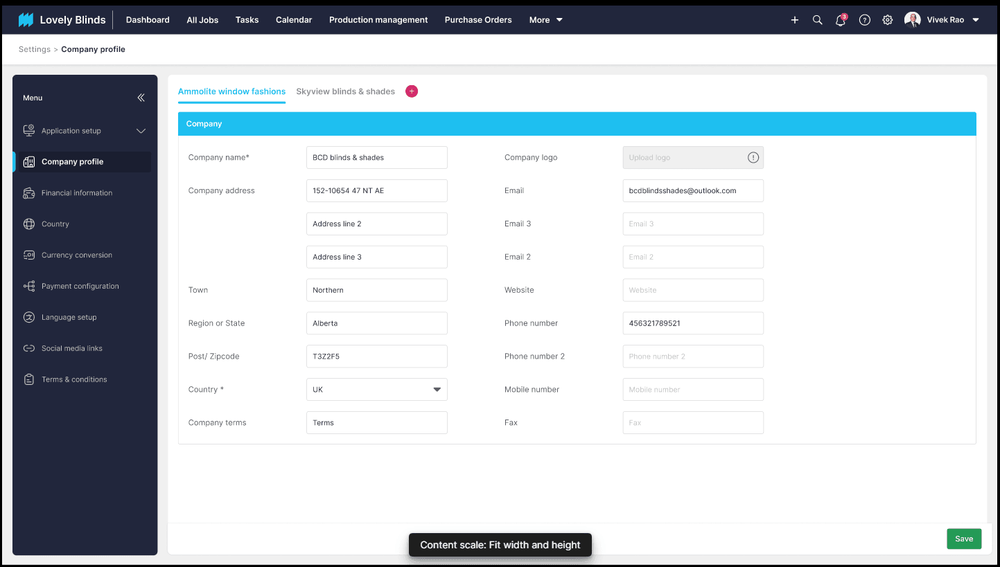 Lovely Blinds Dashboard All Jobs Tasks Calendar Production management Purchase Orders More 3 ? Vivek Rao
Settings > Company profile
Menu
Application setup
Company profile
Financial information
Country
Currency conversion
Payment configuration
Language setup
Social media links
Terms & conditions
Ammolite window fashions Skyview blinds & shades +
Company
Company name* BCD blinds & shades Company logo Upload logo !
Company address 152-10654 47 NT AE Email bcdblindsshades@outlook.com
Address line 2 Email 3 Email 3
Address line 3 Email 2 Email 2
Town Northern Website Website
Region or State Alberta Phone number 456321789521
Post/ Zipcode T3Z2F5 Phone number 2 Phone number 2
Country * UK Mobile number Mobile number
Company terms Terms Fax Fax
Save
Content scale: Fit width and height